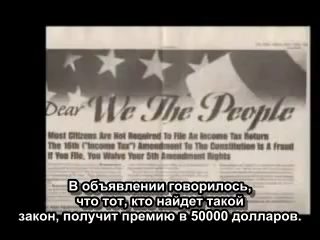 Dear We The People
Most Citizens Are Not Required To File An Income Tax Return
The 16th ("Income Tax") Amendment To The Constitution Is A Fraud
If You File, You Waive Your 5th Amendment Rights
В объявлении говорилось,
что тот, кто найдет такой
закон, получит премию в 50000 долларов.